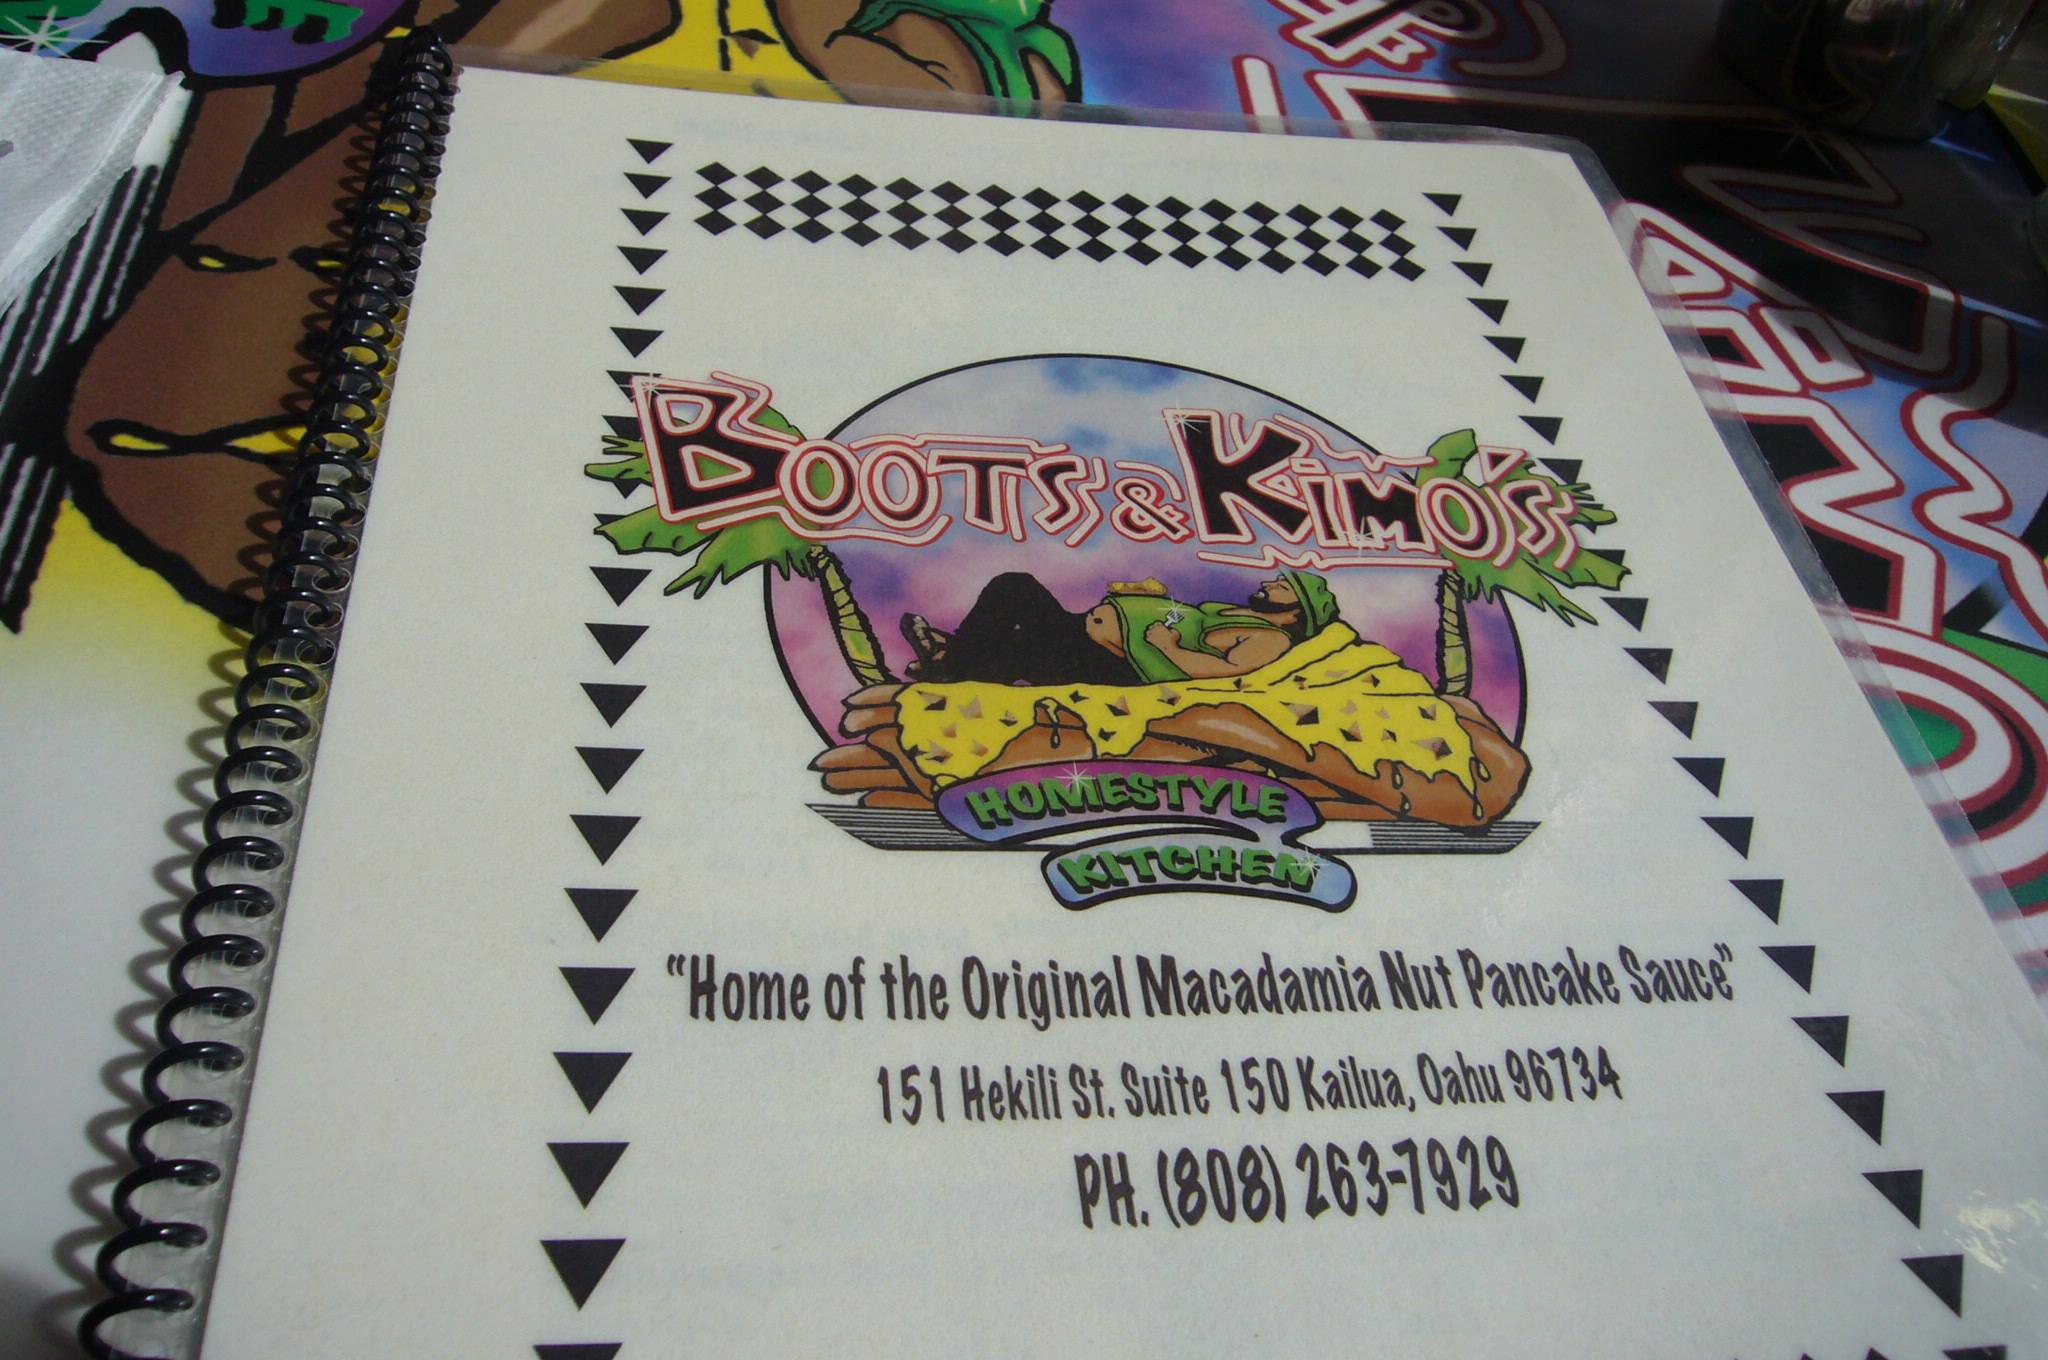 BOOTS & KIMO'S
HOMESTYLE
KITCHEN
“Home of the Original Macadamia Nut Pancake Sauce”
151 Hekili St. Suite 150 Kailua, Oahu 96734
PH. (808) 263-7929